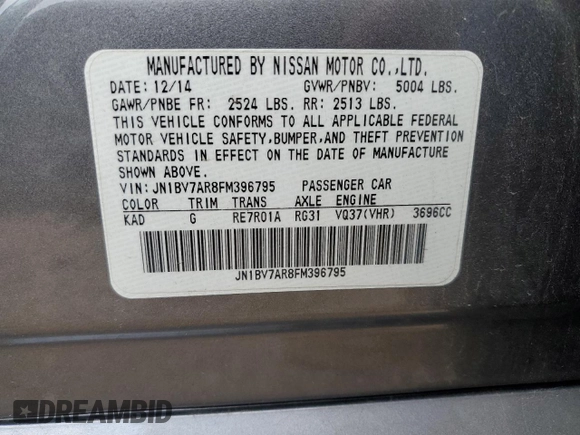 MANUFACTURED BY NISSAN MOTOR CO.,LTD.
DATE: 12/14 GVWR/PNBV: 5004 LBS.
GAWR/PNBE FR: 2524 LBS. RR: 2513 LBS.
THIS VEHICLE CONFORMS TO ALL APPLICABLE FEDERAL
MOTOR VEHICLE SAFETY,BUMPER,AND THEFT PREVENTION
STANDARDS IN EFFECT ON THE DATE OF MANUFACTURE
SHOWN ABOVE.
VIN: JN1BV7AR8FM396795 PASSENGER CAR
COLOR TRIM TRANS AXLE ENGINE
KAD G RE7R01A RG31 VQ37(VHR) 3696CC
JN1BV7AR8FM396795
DREAMBID